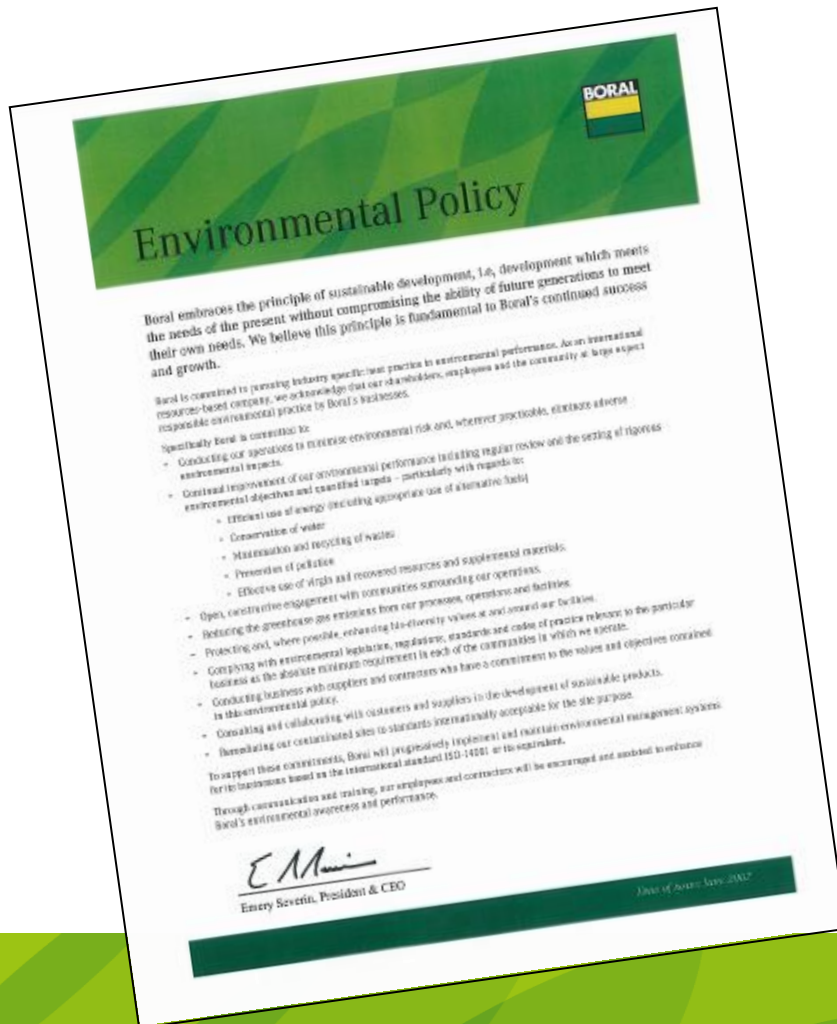 BORAL
Environmental Policy
Boral embraces the principle of sustainable development, i.e, development which meets
the needs of the present without compromising the ability of future generations to meet
their own needs. We believe this principle is fundamental to Boral's continued success
and growth.
Boral is committed to pursuing industry specific best practice in environmental performance. As an international
resources-based company, we acknowledge that our shareholders, employees and the community at large expect
responsible environmental practice by Boral's businesses.
Specifically Boral is committed to:
- Conducting our operations to minimise environmental risk and, wherever practicable, eliminate adverse
environmental impacts.
- Continual improvement of our environmental performance including regular review and the setting of rigorous
environmental objectives and quantified targets – particularly with regards to:
- Efficient use of energy (including appropriate use of alternative fuels)
- Conservation of water
- Minimisation and recycling of wastes
- Prevention of pollution
- Effective use of virgin and recovered resources and supplemental materials.
- Open, constructive engagement with communities surrounding our operations.
- Reducing the greenhouse gas emissions from our processes, operations and facilities.
- Protecting and, where possible, enhancing bio-diversity values at and around our facilities.
- Complying with environmental legislation, regulations, standards and codes of practice relevant to the particular
business as the absolute minimum requirement in each of the communities in which we operate.
- Conducting business with suppliers and contractors who have a commitment to the values and objectives contained
in this environmental policy.
- Consulting and collaborating with customers and suppliers in the development of sustainable products.
- Remediating our contaminated sites to standards internationally acceptable for the site purpose.
To support these commitments, Boral will progressively implement and maintain environmental management systems
for its businesses based on the international standard ISO-14001 or its equivalent.
Through communication and training, our employees and contractors will be encouraged and assisted to enhance
Boral's environmental awareness and performance.
Emery Severin, President & CEO
Date of issue: June